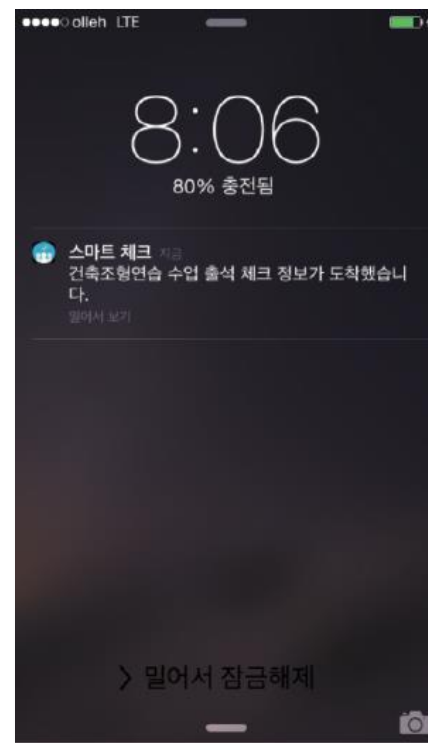 olleh LTE
8:06
80% 충전됨
스마트 체크 지금
건축조형연습 수업 출석 체크 정보가 도착했습니
다.
밀어서 보기
> 밀어서 잠금해제